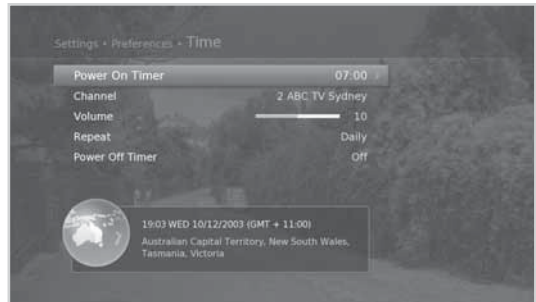 Settings • Preferences • Time
Power On Timer 07:00
Channel 2 ABC TV Sydney
Volume 10
Repeat Daily
Power Off Timer Off
19:03 WED 10/12/2003 (GMT + 11:00)
Australian Capital Territory, New South Wales,
Tasmania, Victoria